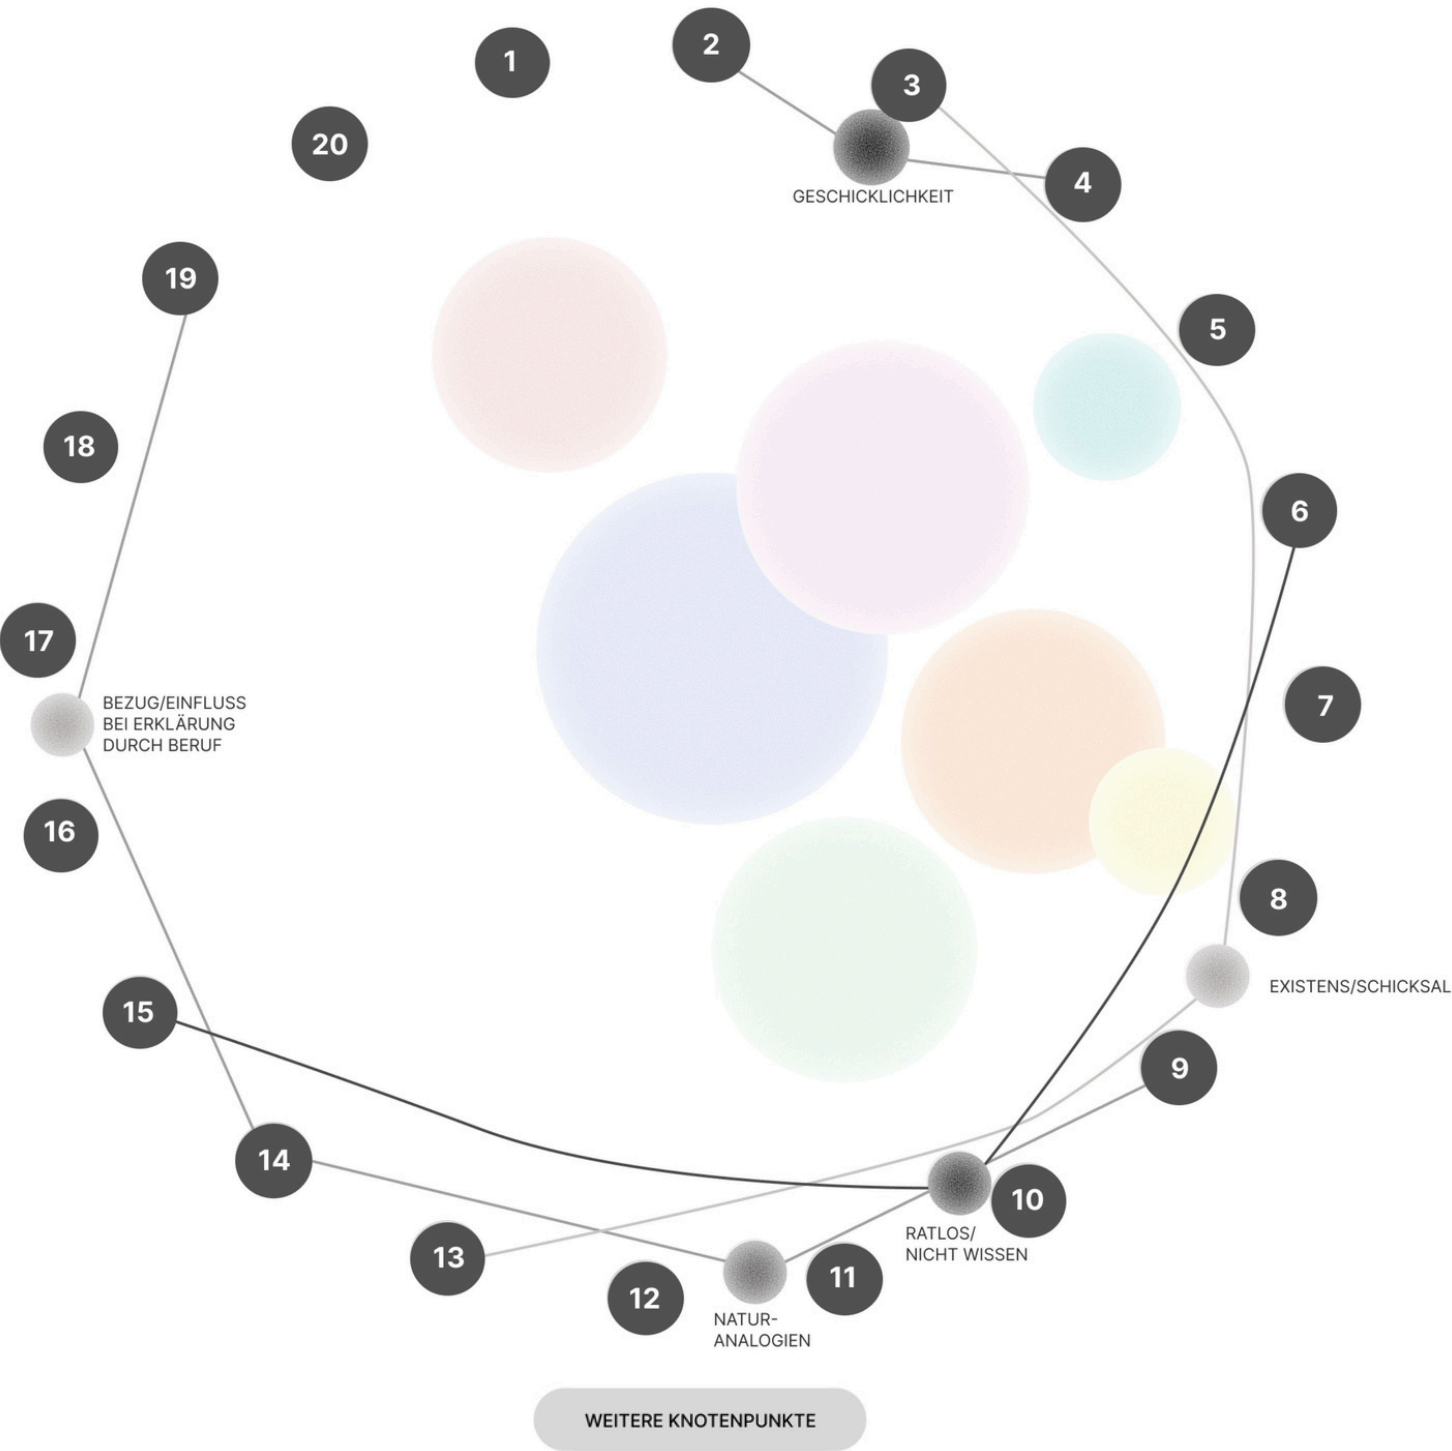 1
2
3
20
4
GESCHICKLICHKEIT
19
5
18
6
17
BEZUG/EINFLUSS
BEI ERKLÄRUNG
DURCH BERUF
7
16
8
EXISTENS/SCHICKSAL
15
9
14
10
RATLOS/
NICHT WISSEN
13
12
11
NATUR-
ANALOGIEN
WEITERE KNOTENPUNKTE